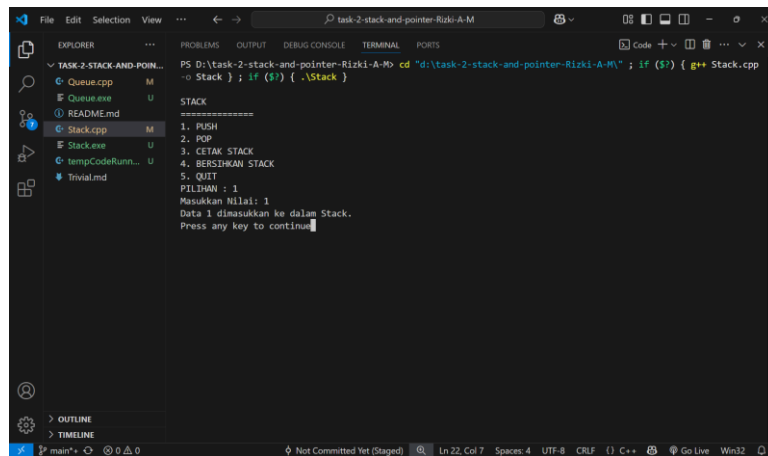 File Edit Selection View ··· task-2-stack-and-pointer-Rizki-A-M
EXPLORER ···
TASK-2-STACK-AND-POIN...
Queue.cpp M
Queue.exe U
README.md
Stack.cpp M
Stack.exe U
tempCodeRunn... U
Trivial.md
OUTLINE
TIMELINE
PROBLEMS OUTPUT DEBUG CONSOLE TERMINAL PORTS Code
PS D:\task-2-stack-and-pointer-Rizki-A-M> cd "d:\task-2-stack-and-pointer-Rizki-A-M\" ; if ($?) { g++ Stack.cpp
-o Stack } ; if ($?) { .\Stack }
STACK
==============
1. PUSH
2. POP
3. CETAK STACK
4. BERSIHKAN STACK
5. QUIT
PILIHAN : 1
Masukkan Nilai: 1
Data 1 dimasukkan ke dalam Stack.
Press any key to continue
main*+ 0 0 Not Committed Yet (Staged) Ln 22, Col 7 Spaces: 4 UTF-8 CRLF {} C++ Go Live Win32